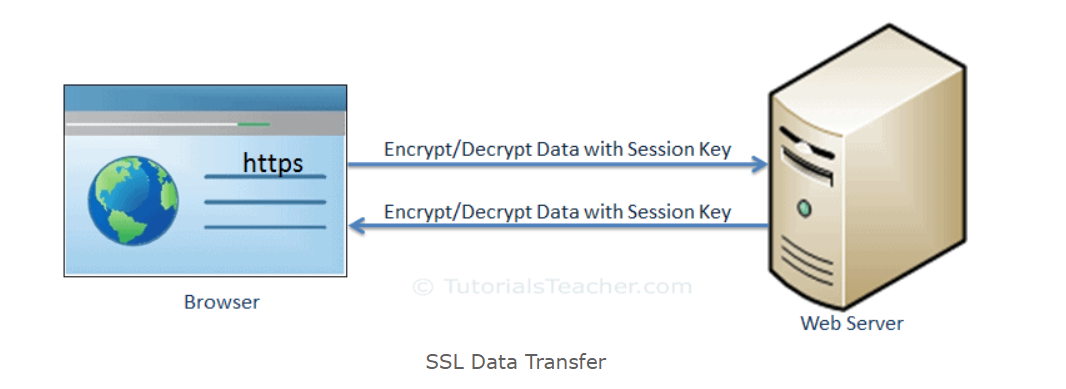 https
Encrypt/Decrypt Data with Session Key
Encrypt/Decrypt Data with Session Key
© TutorialsTeacher.com
Browser
Web Server
SSL Data Transfer